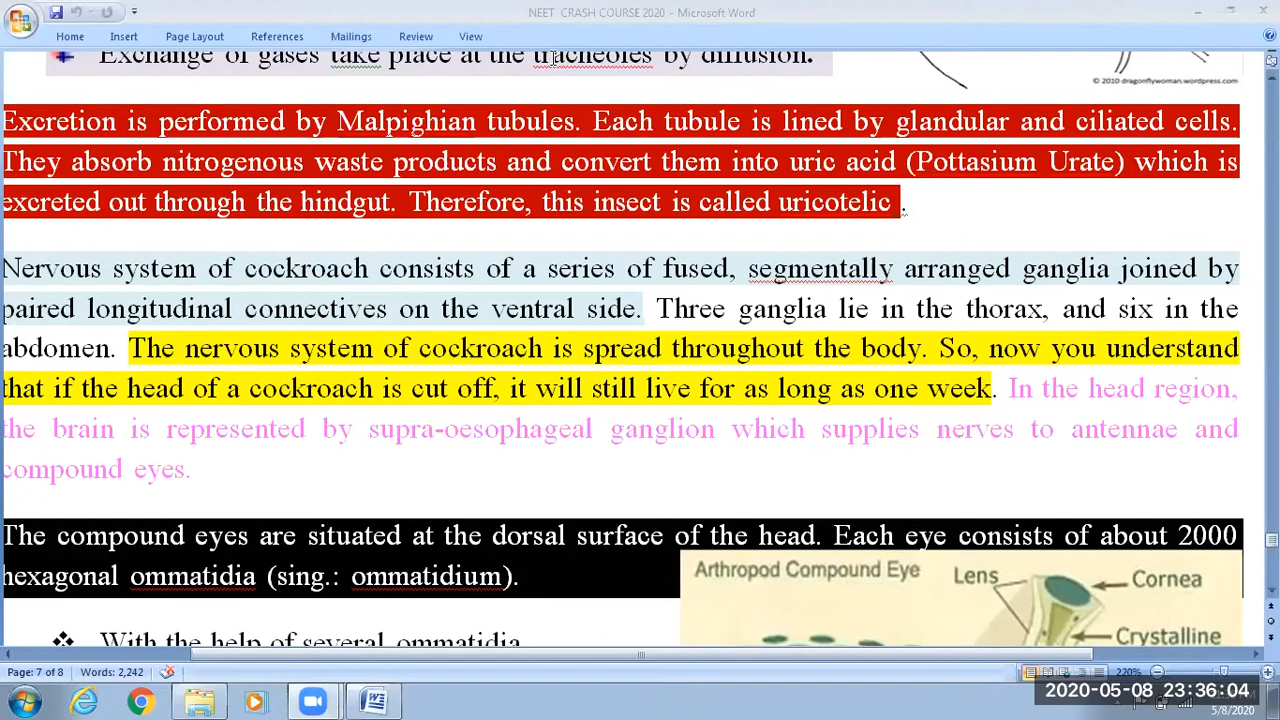 NEET CRASH COURSE 2020 - Microsoft Word
Home Insert Page Layout References Mailings Review View
Exchange of gases take place at the tracheoles by diffusion.
© 2010 dragonflywoman.wordpress.com
Excretion is performed by Malpighian tubules. Each tubule is lined by glandular and ciliated cells.
They absorb nitrogenous waste products and convert them into uric acid (Pottasium Urate) which is
excreted out through the hindgut. Therefore, this insect is called uricotelic .
Nervous system of cockroach consists of a series of fused, segmentally arranged ganglia joined by
paired longitudinal connectives on the ventral side. Three ganglia lie in the thorax, and six in the
abdomen. The nervous system of cockroach is spread throughout the body. So, now you understand
that if the head of a cockroach is cut off, it will still live for as long as one week. In the head region,
the brain is represented by supra-oesophageal ganglion which supplies nerves to antennae and
compound eyes.
The compound eyes are situated at the dorsal surface of the head. Each eye consists of about 2000
hexagonal ommatidia (sing.: ommatidium).
Arthropod Compound Eye
Lens
Cornea
Crystalline
With the help of several ommatidia
Page: 7 of 8 Words: 2,242 220%
2020-05-08 23:36:04
5/8/2020